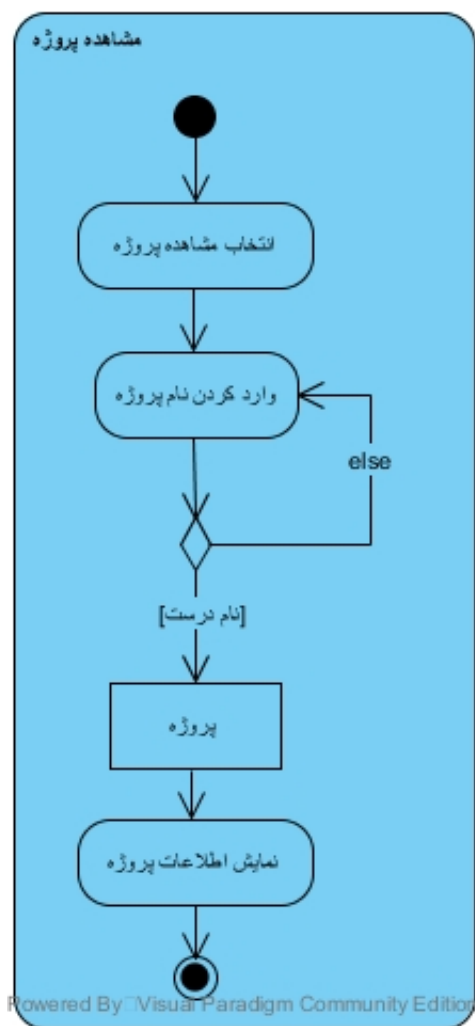 مشاهده پروژه
انتخاب مشاهده پروژه
وارد کردن نام پروژه
else
[نام درست]
پروژه
نمایش اطلاعات پروژه
Powered By Visual Paradigm Community Edition